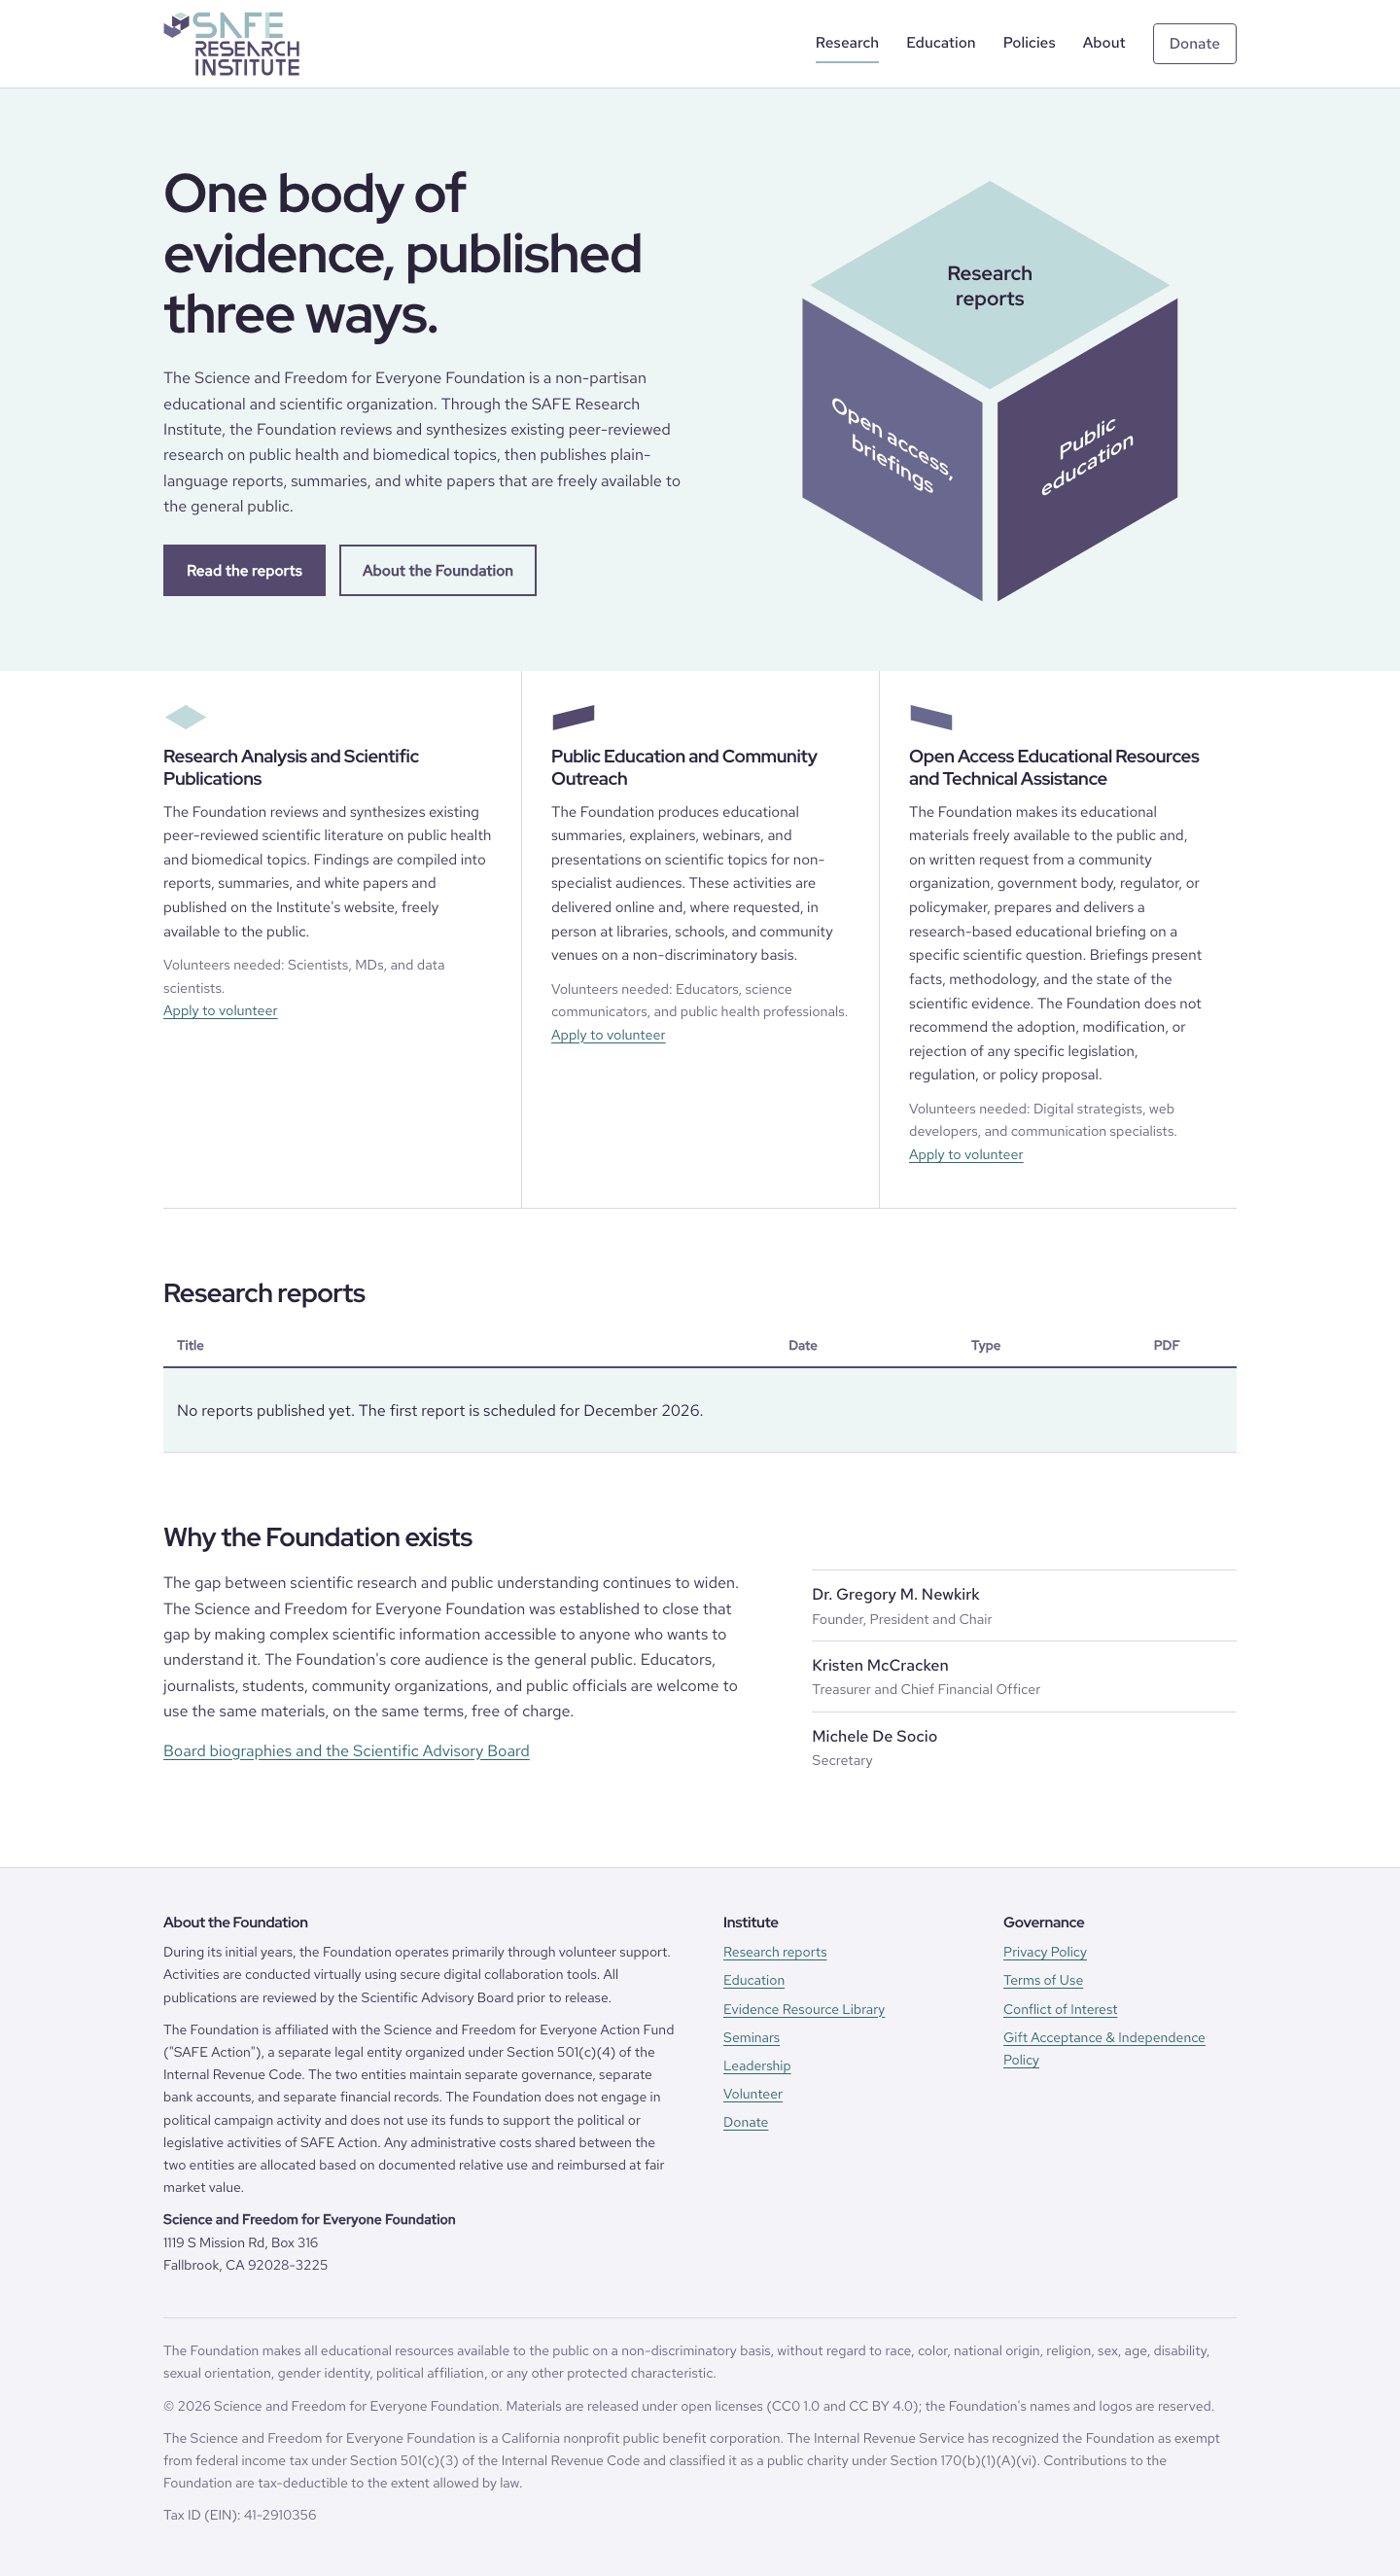 SAFE
RESEARCH
INSTITUTE
Research
Education
Policies
About
Donate
One body of
evidence, published
three ways.
The Science and Freedom for Everyone Foundation is a non-partisan
educational and scientific organization. Through the SAFE Research
Institute, the Foundation reviews and synthesizes existing peer-reviewed
research on public health and biomedical topics, then publishes plain-
language reports, summaries, and white papers that are freely available to
the general public.
Read the reports
About the Foundation
Research
reports
Open access,
briefings
Public
education
Research Analysis and Scientific
Publications
The Foundation reviews and synthesizes existing
peer-reviewed scientific literature on public health
and biomedical topics. Findings are compiled into
reports, summaries, and white papers and
published on the Institute's website, freely
available to the public.
Volunteers needed: Scientists, MDs, and data
scientists.
Apply to volunteer
Public Education and Community
Outreach
The Foundation produces educational
summaries, explainers, webinars, and
presentations on scientific topics for non-
specialist audiences. These activities are
delivered online and, where requested, in
person at libraries, schools, and community
venues on a non-discriminatory basis.
Volunteers needed: Educators, science
communicators, and public health professionals.
Apply to volunteer
Open Access Educational Resources
and Technical Assistance
The Foundation makes its educational
materials freely available to the public and,
on written request from a community
organization, government body, regulator, or
policymaker, prepares and delivers a
research-based educational briefing on a
specific scientific question. Briefings present
facts, methodology, and the state of the
scientific evidence. The Foundation does not
recommend the adoption, modification, or
rejection of any specific legislation,
regulation, or policy proposal.
Volunteers needed: Digital strategists, web
developers, and communication specialists.
Apply to volunteer
Research reports
Title
Date
Type
PDF
No reports published yet. The first report is scheduled for December 2026.
Why the Foundation exists
The gap between scientific research and public understanding continues to widen.
The Science and Freedom for Everyone Foundation was established to close that
gap by making complex scientific information accessible to anyone who wants to
understand it. The Foundation's core audience is the general public. Educators,
journalists, students, community organizations, and public officials are welcome to
use the same materials, on the same terms, free of charge.
Board biographies and the Scientific Advisory Board
Dr. Gregory M. Newkirk
Founder, President and Chair
Kristen McCracken
Treasurer and Chief Financial Officer
Michele De Socio
Secretary
About the Foundation
During its initial years, the Foundation operates primarily through volunteer support.
Activities are conducted virtually using secure digital collaboration tools. All
publications are reviewed by the Scientific Advisory Board prior to release.
The Foundation is affiliated with the Science and Freedom for Everyone Action Fund
("SAFE Action"), a separate legal entity organized under Section 501(c)(4) of the
Internal Revenue Code. The two entities maintain separate governance, separate
bank accounts, and separate financial records. The Foundation does not engage in
political campaign activity and does not use its funds to support the political or
legislative activities of SAFE Action. Any administrative costs shared between the
two entities are allocated based on documented relative use and reimbursed at fair
market value.
Science and Freedom for Everyone Foundation
1119 S Mission Rd, Box 316
Fallbrook, CA 92028-3225
Institute
Research reports
Education
Evidence Resource Library
Seminars
Leadership
Volunteer
Donate
Governance
Privacy Policy
Terms of Use
Conflict of Interest
Gift Acceptance & Independence
Policy
The Foundation makes all educational resources available to the public on a non-discriminatory basis, without regard to race, color, national origin, religion, sex, age, disability,
sexual orientation, gender identity, political affiliation, or any other protected characteristic.
© 2026 Science and Freedom for Everyone Foundation. Materials are released under open licenses (CC0 1.0 and CC BY 4.0); the Foundation's names and logos are reserved.
The Science and Freedom for Everyone Foundation is a California nonprofit public benefit corporation. The Internal Revenue Service has recognized the Foundation as exempt
from federal income tax under Section 501(c)(3) of the Internal Revenue Code and classified it as a public charity under Section 170(b)(1)(A)(vi). Contributions to the
Foundation are tax-deductible to the extent allowed by law.
Tax ID (EIN): 41-2910356